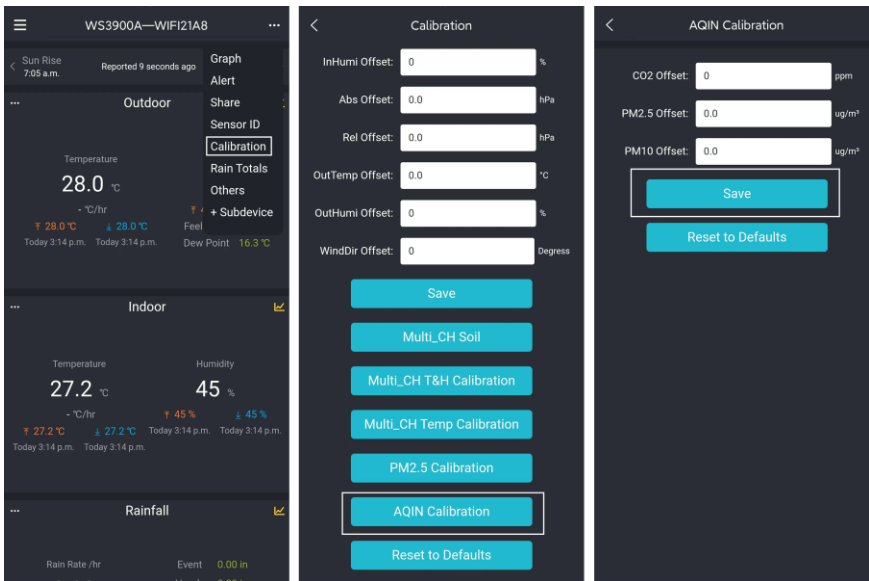 WS3900A—WIFI21A8
Sun Rise
7:05 a.m.
Reported 9 seconds ago
Graph
Alert
Share
Sensor ID
Calibration
Rain Totals
Others
+ Subdevice
Outdoor
Temperature
28.0 ℃
- ℃/hr
28.0 ℃ 28.0 ℃
Today 3:14 p.m. Today 3:14 p.m.
Feel
Dew Point 16.3 ℃
Indoor
Temperature
27.2 ℃
- ℃/hr
27.2 ℃ 27.2 ℃
Today 3:14 p.m. Today 3:14 p.m.
Humidity
45 %
45 % 45 %
Today 3:14 p.m. Today 3:14 p.m.
Rainfall
Rain Rate /hr
Event 0.00 in
Calibration
InHumi Offset: 0 %
Abs Offset: 0.0 hPa
Rel Offset: 0.0 hPa
OutTemp Offset: 0.0 °C
OutHumi Offset: 0 %
WindDir Offset: 0 Degress
Save
Multi_CH Soil
Multi_CH T&H Calibration
Multi_CH Temp Calibration
PM2.5 Calibration
AQIN Calibration
Reset to Defaults
AQIN Calibration
CO2 Offset: 0 ppm
PM2.5 Offset: 0.0 ug/m³
PM10 Offset: 0.0 ug/m³
Save
Reset to Defaults